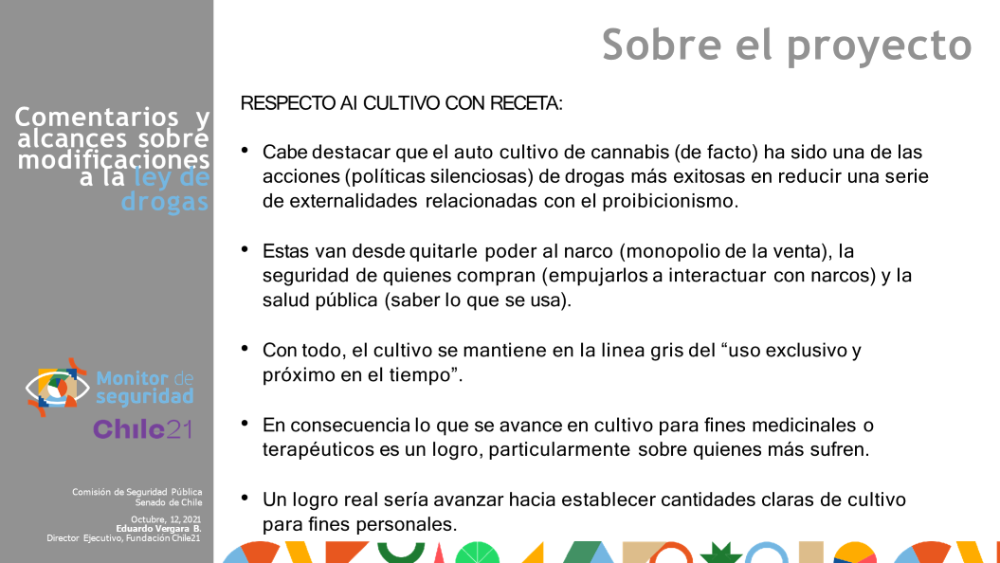 Sobre el proyecto
Comentarios y
alcances sobre
modificaciones
a la ley de
drogas
RESPECTO Al CULTIVO CON RECETA:
• Cabe destacar que el auto cultivo de cannabis (de facto) ha sido una de las
acciones (políticas silenciosas) de drogas más exitosas en reducir una serie
de externalidades relacionadas con el proibicionismo.
• Estas van desde quitarle poder al narco (monopolio de la venta), la
seguridad de quienes compran (empujarlos a interactuar con narcos) y la
salud pública (saber lo que se usa).
• Con todo, el cultivo se mantiene en la linea gris del “uso exclusivo y
próximo en el tiempo”.
• En consecuencia lo que se avance en cultivo para fines medicinales o
terapéuticos es un logro, particularmente sobre quienes más sufren.
• Un logro real sería avanzar hacia establecer cantidades claras de cultivo
para fines personales.
Monitor de
seguridad
Chile21
Comisión de Seguridad Pública
Senado de Chile
Octubre, 12, 2021
Eduardo Vergara B.
Director Ejecutivo, Fundación Chile21